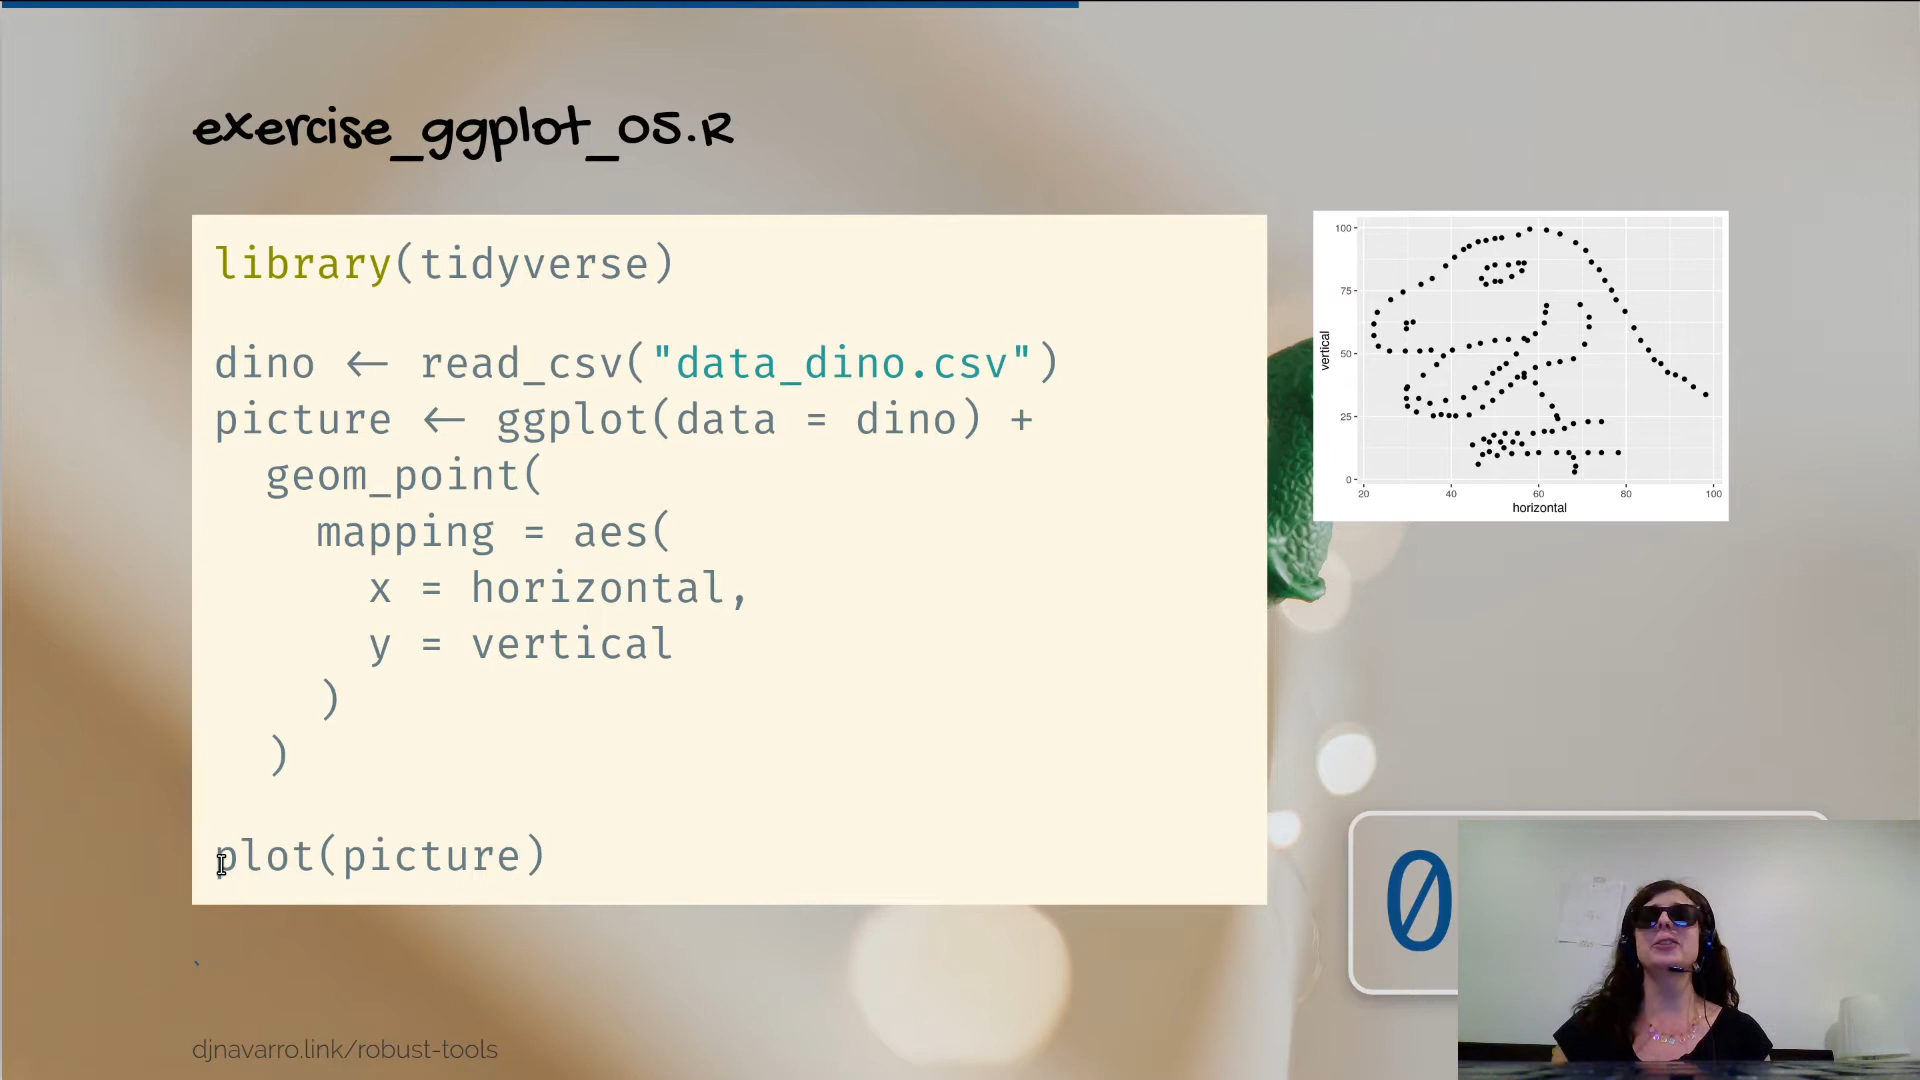 exercise_ggplot_05.R
library(tidyverse)
dino <- read_csv("data_dino.csv")
picture <- ggplot(data = dino) +
geom_point(
mapping = aes(
x = horizontal,
y = vertical
)
)
plot(picture)
100
75
50
25
0
vertical
20 40 60 80 100
horizontal
0
`
djnavarro.link/robust-tools